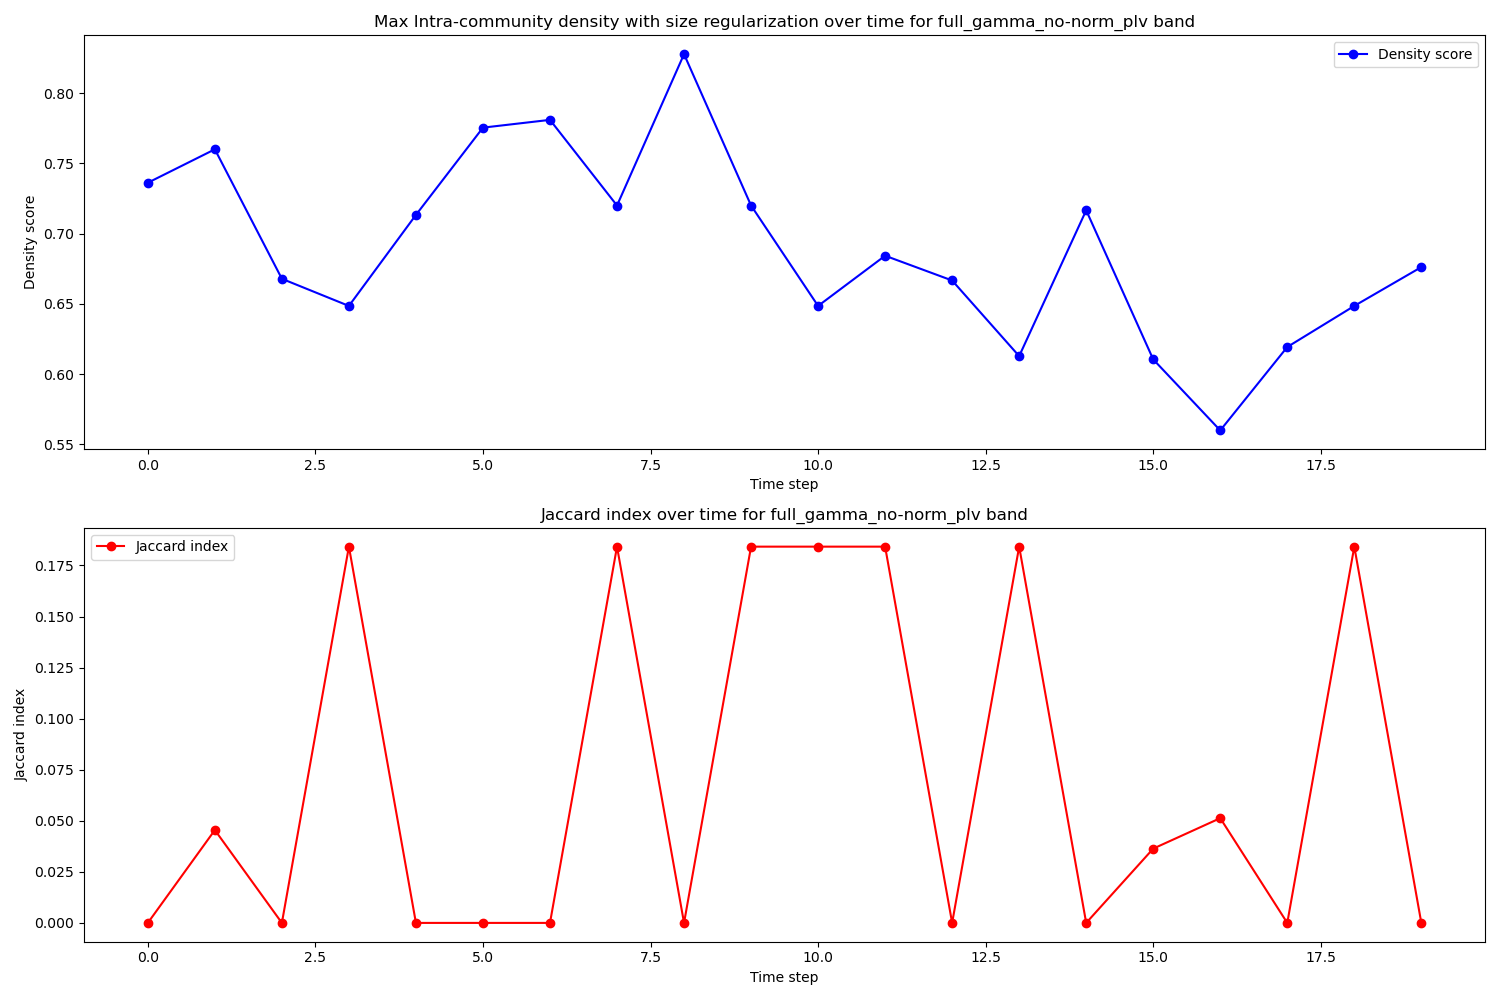 Max Intra-community density with size regularization over time for full_gamma_no-norm_plv band
Density score
Density score
0.80
0.75
0.70
0.65
0.60
0.55
0.0 2.5 5.0 7.5 10.0 12.5 15.0 17.5
Time step
Jaccard index over time for full_gamma_no-norm_plv band
Jaccard index
Jaccard index
0.175
0.150
0.125
0.100
0.075
0.050
0.025
0.000
0.0 2.5 5.0 7.5 10.0 12.5 15.0 17.5
Time step